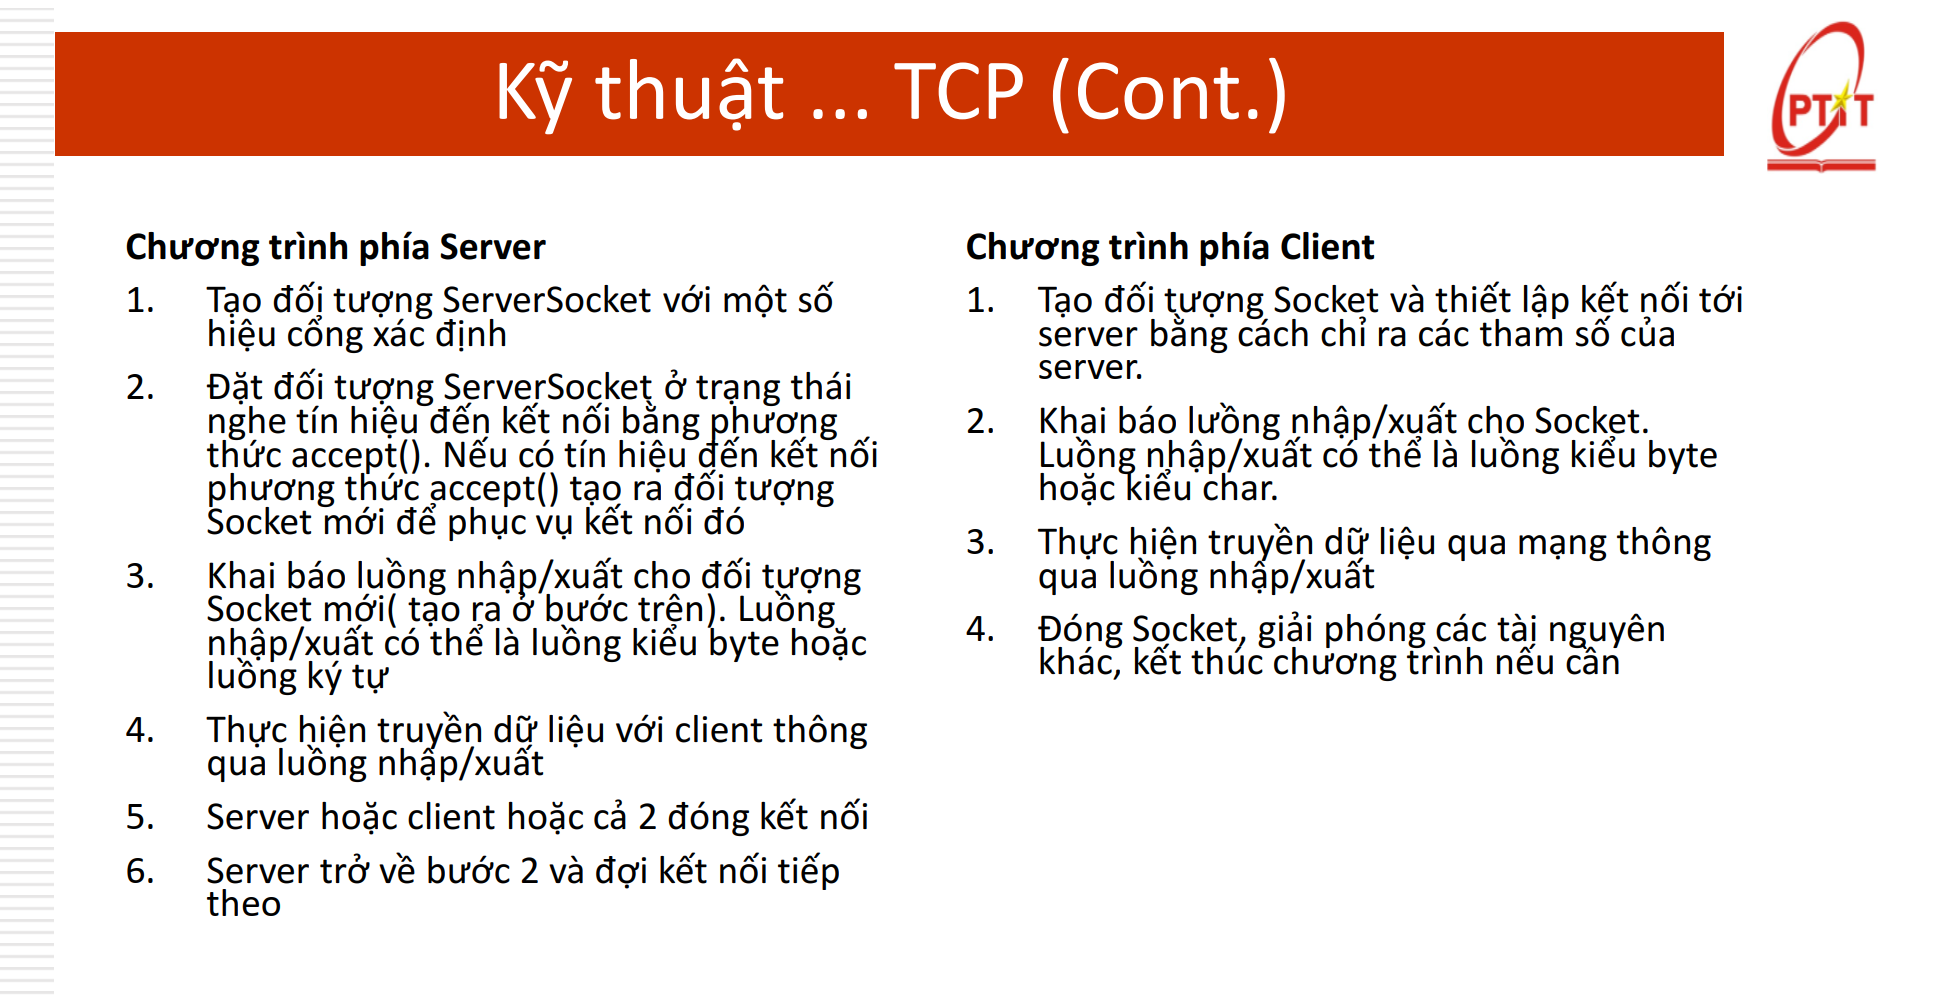 Kỹ thuật ... TCP (Cont.)
PTIT
Chương trình phía Server
1. Tạo đối tượng ServerSocket với một số
hiệu cổng xác định
2. Đặt đối tượng ServerSocket ở trạng thái
nghe tín hiệu đến kết nối bằng phương
thức accept(). Nếu có tín hiệu đến kết nối
phương thức accept() tạo ra đối tượng
Socket mới để phục vụ kết nối đó
3. Khai báo luồng nhập/xuất cho đối tượng
Socket mới( tạo ra ở bước trên). Luồng
nhập/xuất có thể là luồng kiểu byte hoặc
luồng ký tự
4. Thực hiện truyền dữ liệu với client thông
qua luồng nhập/xuất
5. Server hoặc client hoặc cả 2 đóng kết nối
6. Server trở về bước 2 và đợi kết nối tiếp
theo
Chương trình phía Client
1. Tạo đối tượng Socket và thiết lập kết nối tới
server bằng cách chỉ ra các tham số của
server.
2. Khai báo lưồng nhập/xuất cho Socket.
Luồng nhập/xuất có thể là luồng kiểu byte
hoặc kiểu char.
3. Thực hiện truyền dữ liệu qua mạng thông
qua luồng nhập/xuất
4. Đóng Socket, giải phóng các tài nguyên
khác, kết thúc chương trình nếu cần